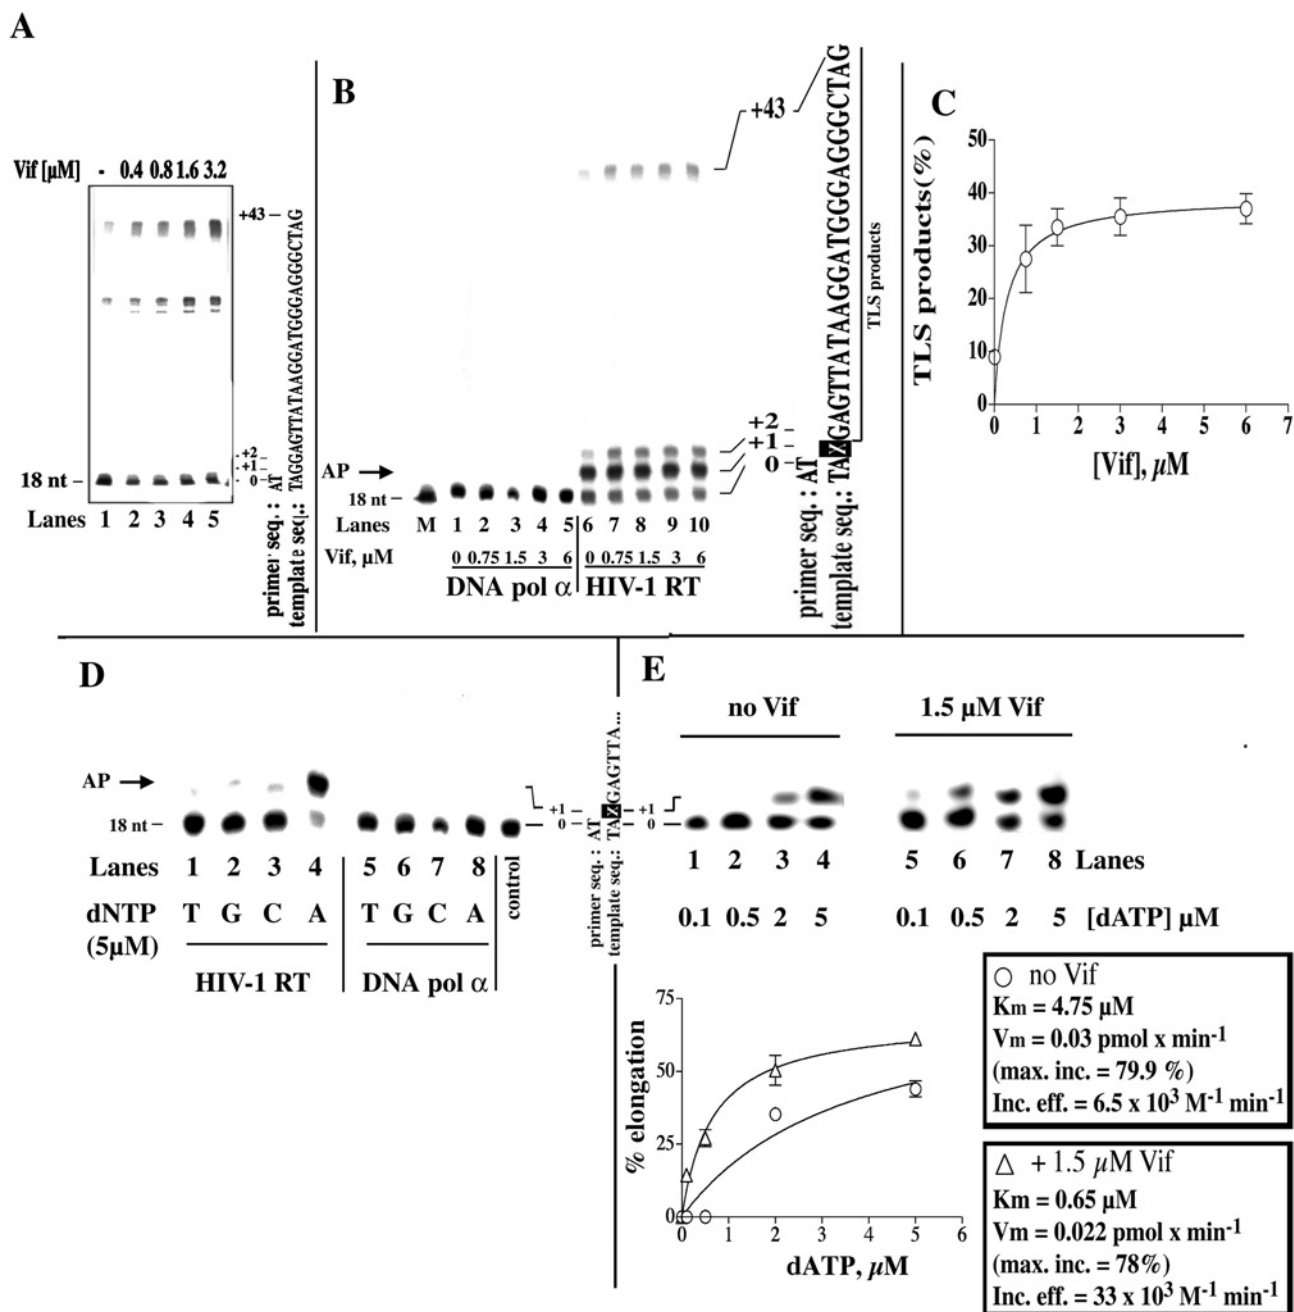 A
Vif [µM] - 0.4 0.8 1.6 3.2
+43
+2
+1
0
18 nt
Lanes 1 2 3 4 5
primer seq. : AT
template seq.: TAGGAGTTATAAGGATGGGAGGGCTAG
B
+43
+2
+1
0
AP
18 nt
Lanes M 1 2 3 4 5 6 7 8 9 10
Vif, µM 0 0.75 1.5 3 6 0 0.75 1.5 3 6
DNA pol α HIV-1 RT
primer seq. : AT
template seq.: TAXGAGTTATAAGGATGGGAGGGCTAG
TLS products
C
TLS products(%)
50
40
30
20
10
0
0 1 2 3 4 5 6 7
[Vif], µM
D
AP
18 nt
+1
0
Lanes 1 2 3 4 5 6 7 8 control
dNTP T G C A T G C A
(5µM)
HIV-1 RT DNA pol α
primer seq. : AT
template seq.: TAXGAGTTA...
E
no Vif 1.5 µM Vif
+1
0
1 2 3 4 5 6 7 8 Lanes
0.1 0.5 2 5 0.1 0.5 2 5 [dATP] µM
% elongation
75
50
25
0
0 1 2 3 4 5 6
dATP, µM
no Vif
Km = 4.75 µM
Vm = 0.03 pmol x min-1
(max. inc. = 79.9 %)
Inc. eff. = 6.5 x 10³ M-1 min-1
+ 1.5 µM Vif
Km = 0.65 µM
Vm = 0.022 pmol x min-1
(max. inc. = 78%)
Inc. eff. = 33 x 10³ M-1 min-1